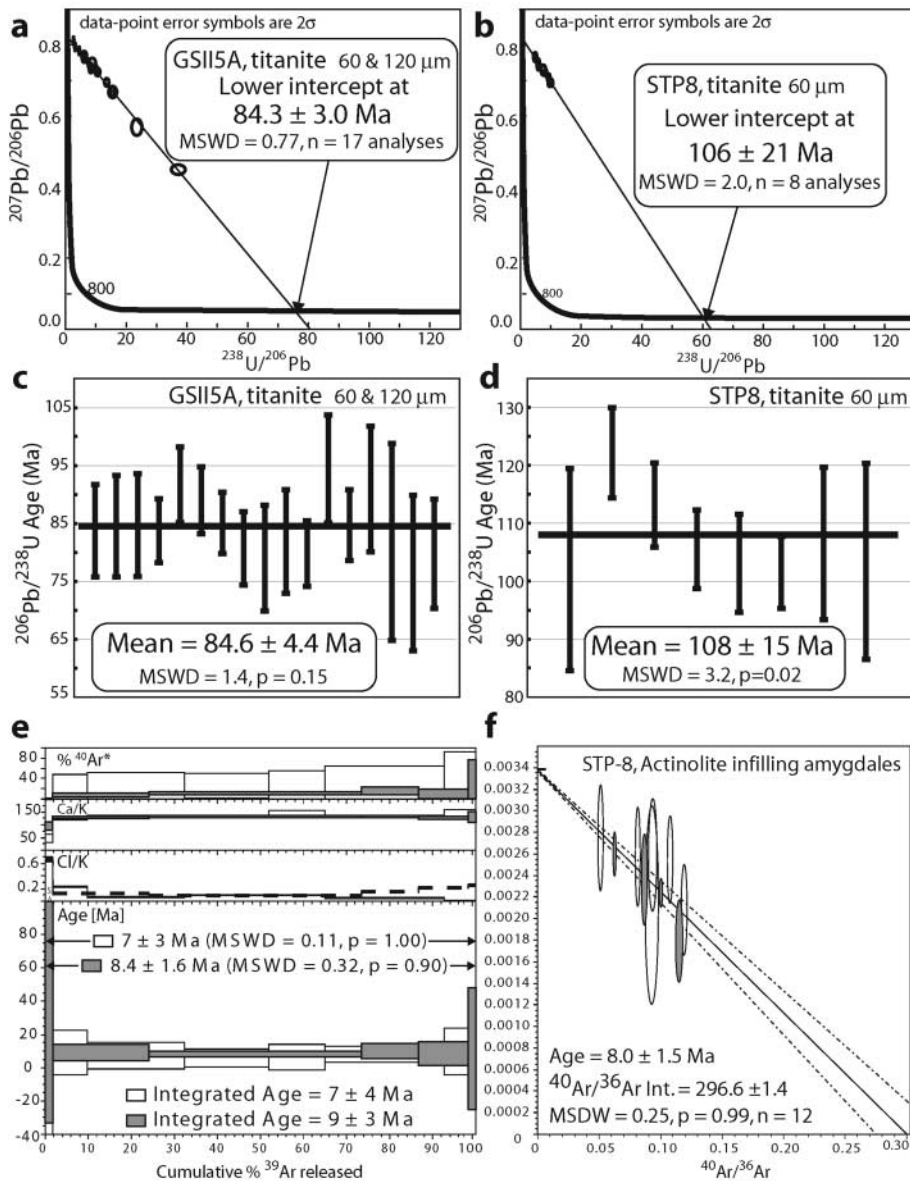 a
data-point error symbols are 2σ
GSII5A, titanite 60 & 120 μm
Lower intercept at
84.3 ± 3.0 Ma
MSWD = 0.77, n = 17 analyses
207Pb/206Pb
0.8
0.6
0.4
0.2
0.0
800
0 20 40 60 80 100 120
238U/206Pb
b
data-point error symbols are 2σ
STP8, titanite 60 μm
Lower intercept at
106 ± 21 Ma
MSWD = 2.0, n = 8 analyses
207Pb/206Pb
0.8
0.6
0.4
0.2
0.0
800
0 20 40 60 80 100 120
238U/206Pb
c
GSII5A, titanite 60 & 120 μm
206Pb/238U Age (Ma)
105
95
85
75
65
55
Mean = 84.6 ± 4.4 Ma
MSWD = 1.4, p = 0.15
d
STP8, titanite 60 μm
206Pb/238U Age (Ma)
130
120
110
100
90
80
Mean = 108 ± 15 Ma
MSWD = 3.2, p=0.02
e
% 40Ar*
80
40
Ca/K
150
50
Cl/K
0.6
0.2
Age [Ma]
7 ± 3 Ma (MSWD = 0.11, p = 1.00)
8.4 ± 1.6 Ma (MSWD = 0.32, p = 0.90)
80
60
40
20
0
-40
Integrated Age = 7 ± 4 Ma
Integrated Age = 9 ± 3 Ma
0 10 20 30 40 50 60 70 80 90 100
Cumulative % 39Ar released
f
STP-8, Actinolite infilling amygdales
0.0034
0.0032
0.0028
0.0024
0.0022
0.0020
0.0018
0.0014
0.0012
0.0008
0.0006
0.0004
0.0002
0
Age = 8.0 ± 1.5 Ma
40Ar/36Ar Int. = 296.6 ±1.4
MSDW = 0.25, p = 0.99, n = 12
0 0.05 0.10 0.15 0.20 0.25 0.30
40Ar/36Ar